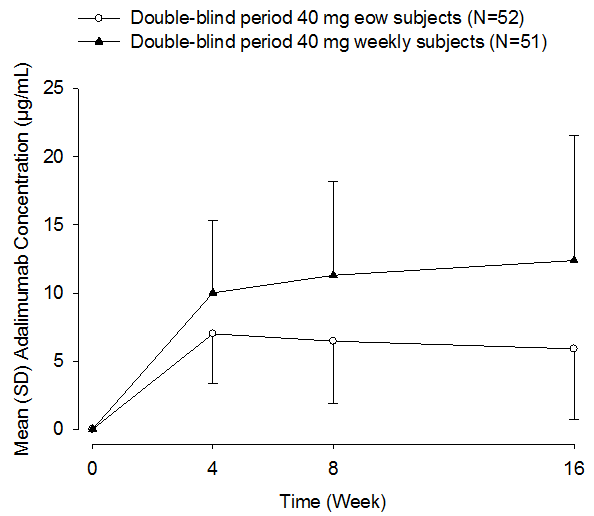 Double-blind period 40 mg eow subjects (N=52)
Double-blind period 40 mg weekly subjects (N=51)
Mean (SD) Adalimumab Concentration (µg/mL)
25
20
15
10
5
0
0 4 8 16
Time (Week)